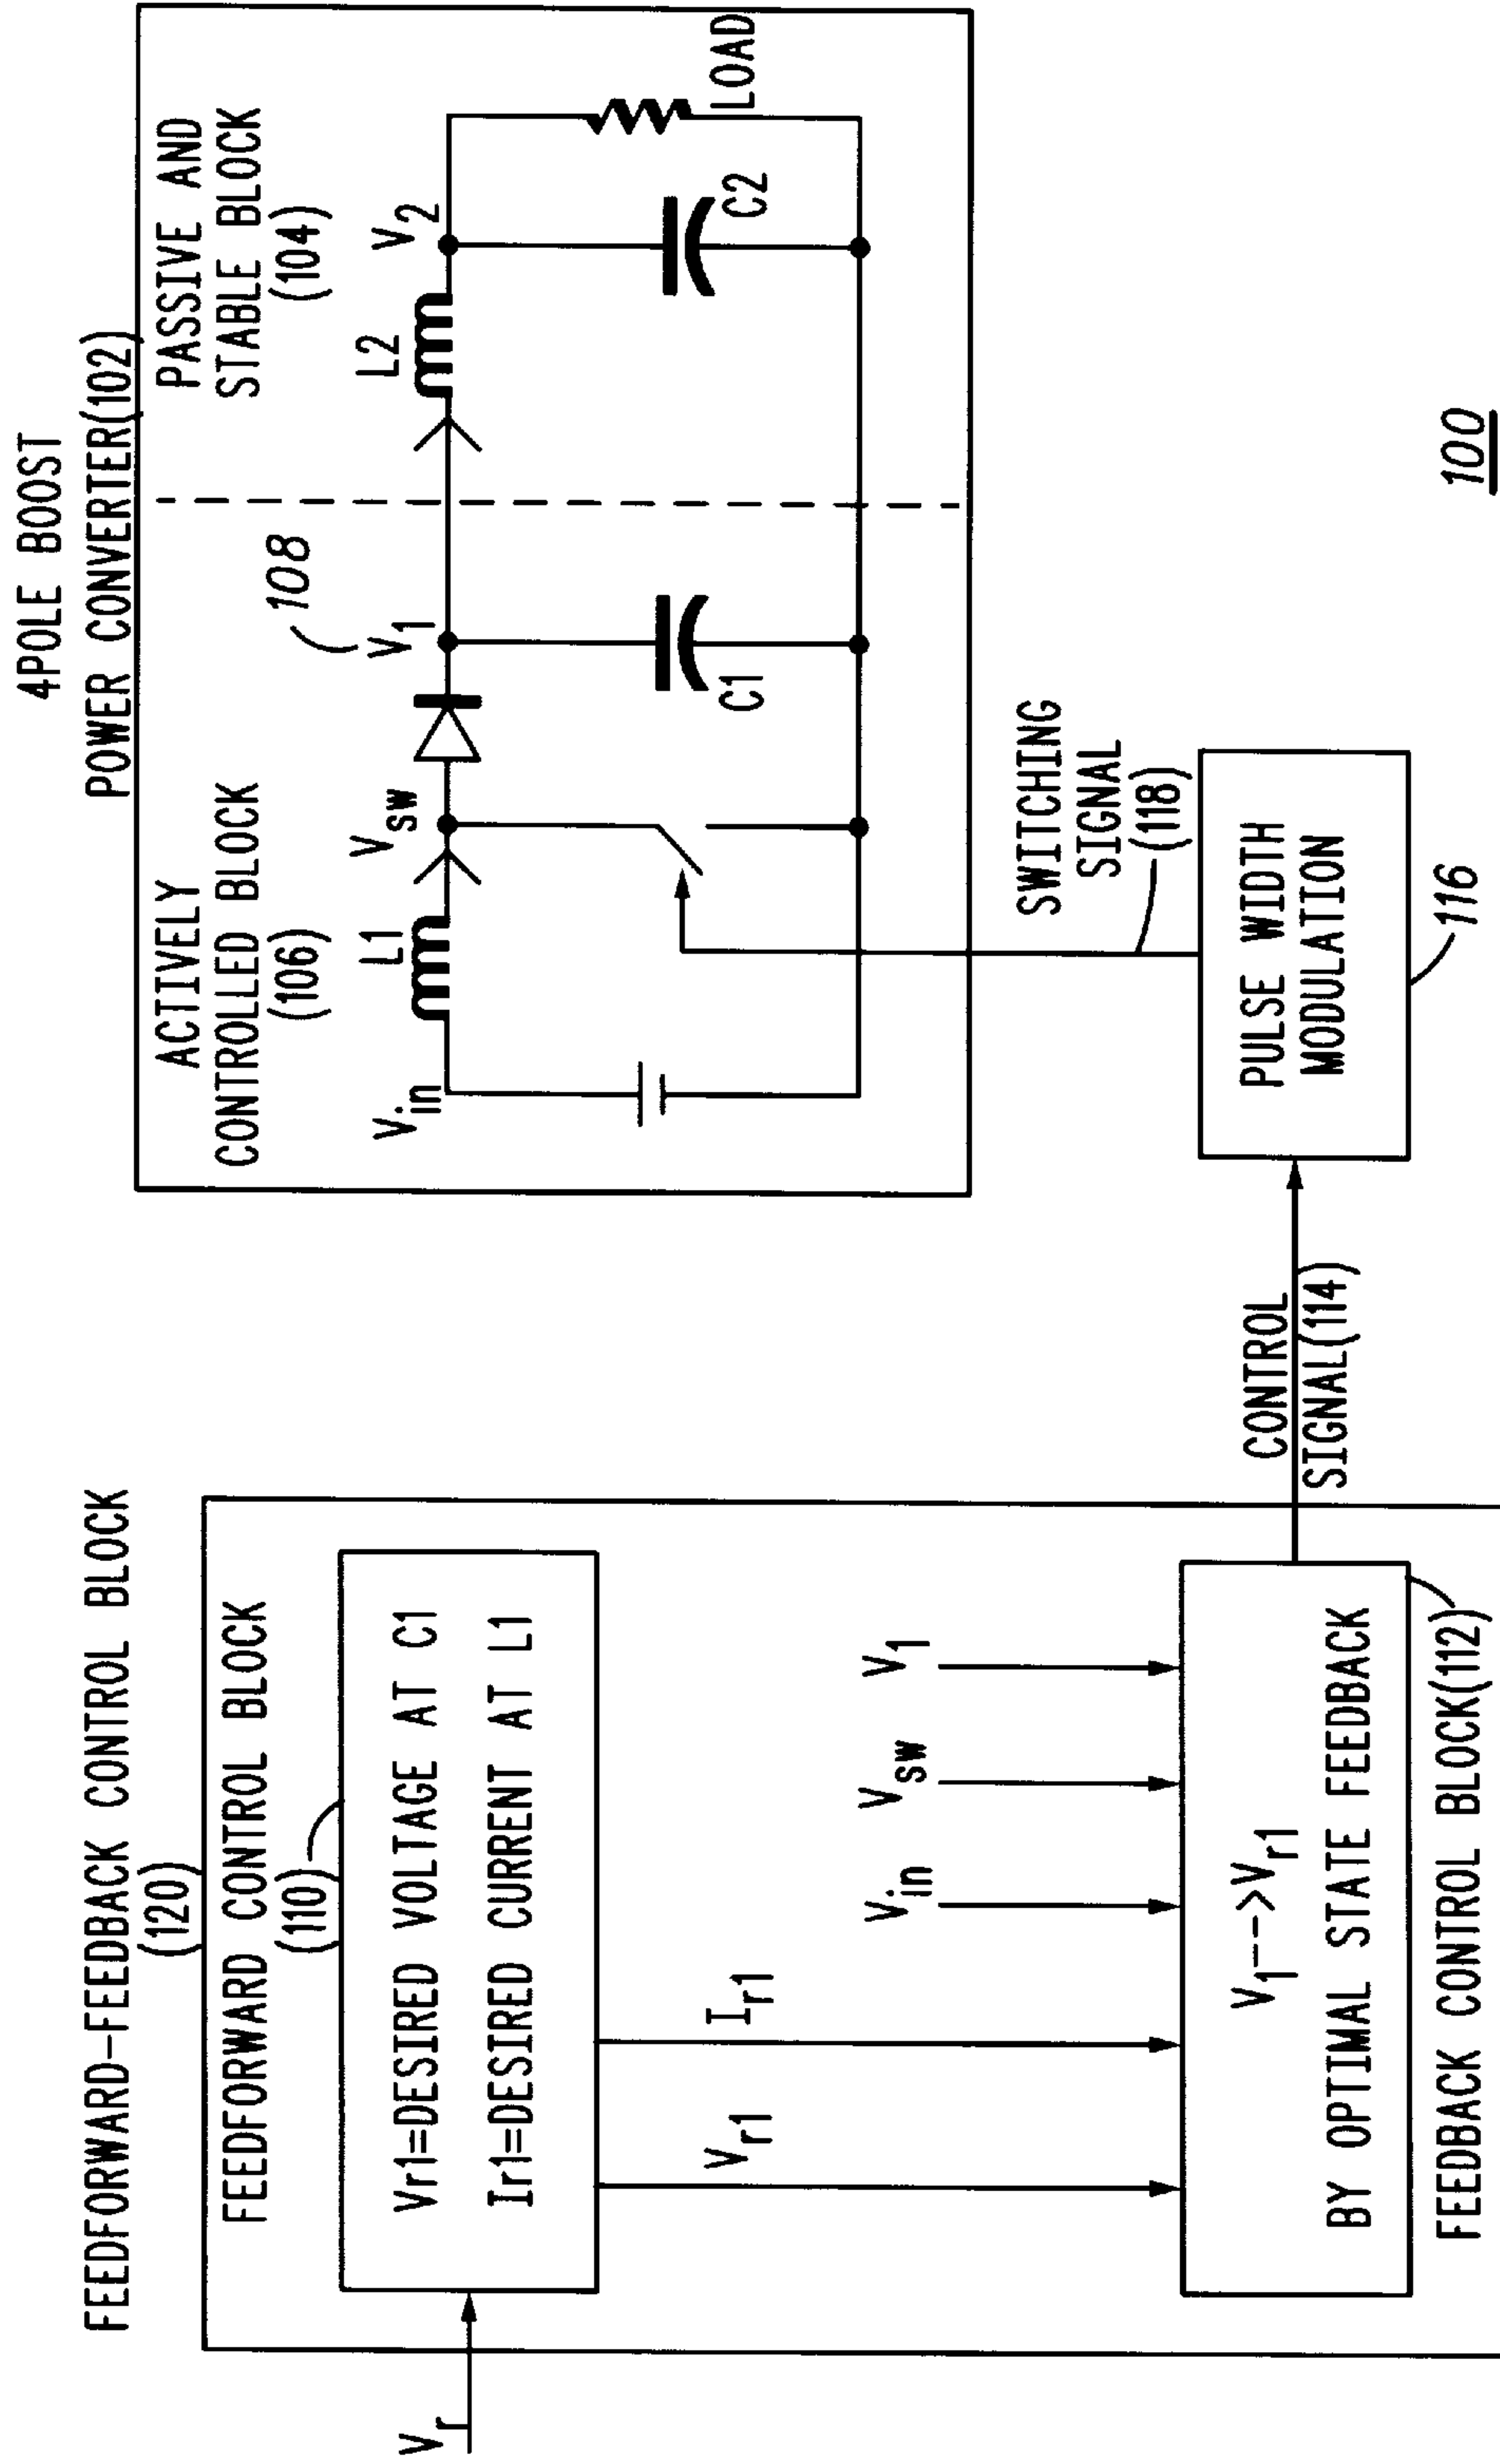 4POLE BOOST
POWER CONVERTER(102)
ACTIVELY
CONTROLLED BLOCK
(106)
PASSIVE AND
STABLE BLOCK
(104)
108
Vin
L1
Vsw
V1
L2
V2
C1
C2
LOAD
SWITCHING
SIGNAL
(118)
PULSE WIDTH
MODULATION
116
CONTROL
SIGNAL(114)
FEEDFORWARD-FEEDBACK CONTROL BLOCK
(120)
FEEDFORWARD CONTROL BLOCK
(110)
Vr
Vr1=DESIRED VOLTAGE AT C1
Ir1=DESIRED CURRENT AT L1
Vr1
Ir1
Vin
Vsw
V1
V1-->Vr1
BY OPTIMAL STATE FEEDBACK
FEEDBACK CONTROL BLOCK(112)
100